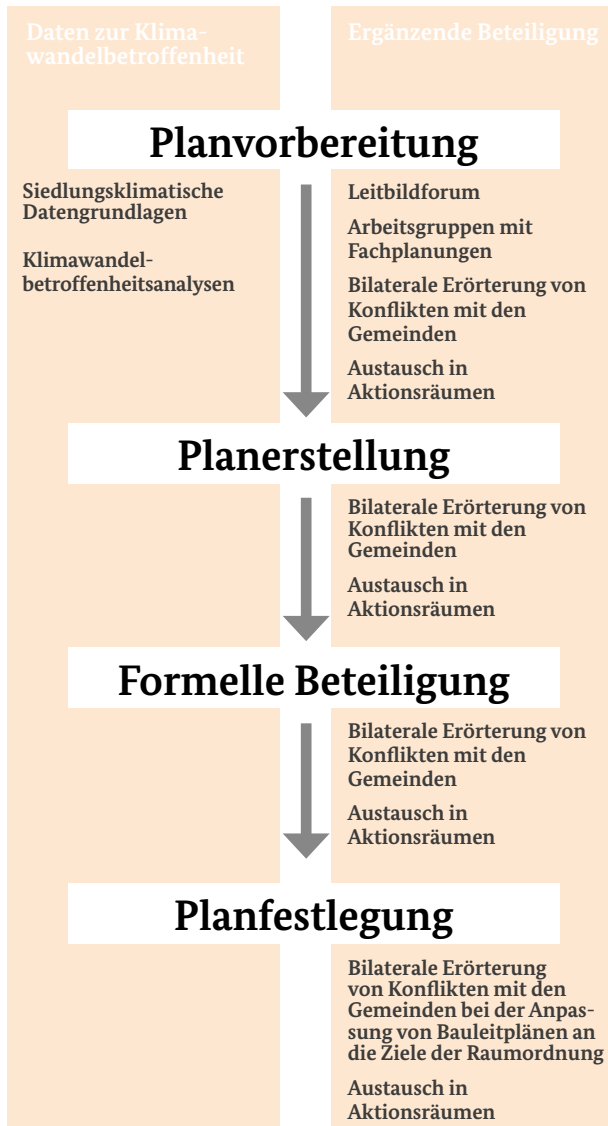 Daten zur Klima-
wandelbetroffenheit
Ergänzende Beteiligung
Planvorbereitung
Siedlungsklimatische
Datengrundlagen
Klimawandel-
betroffenheitsanalysen
Leitbildforum
Arbeitsgruppen mit
Fachplanungen
Bilaterale Erörterung von
Konflikten mit den
Gemeinden
Austausch in
Aktionsräumen
Planerstellung
Bilaterale Erörterung von
Konflikten mit den
Gemeinden
Austausch in
Aktionsräumen
Formelle Beteiligung
Bilaterale Erörterung von
Konflikten mit den
Gemeinden
Austausch in
Aktionsräumen
Planfestlegung
Bilaterale Erörterung
von Konflikten mit den
Gemeinden bei der Anpas-
sung von Bauleitplänen an
die Ziele der Raumordnung
Austausch in
Aktionsräumen